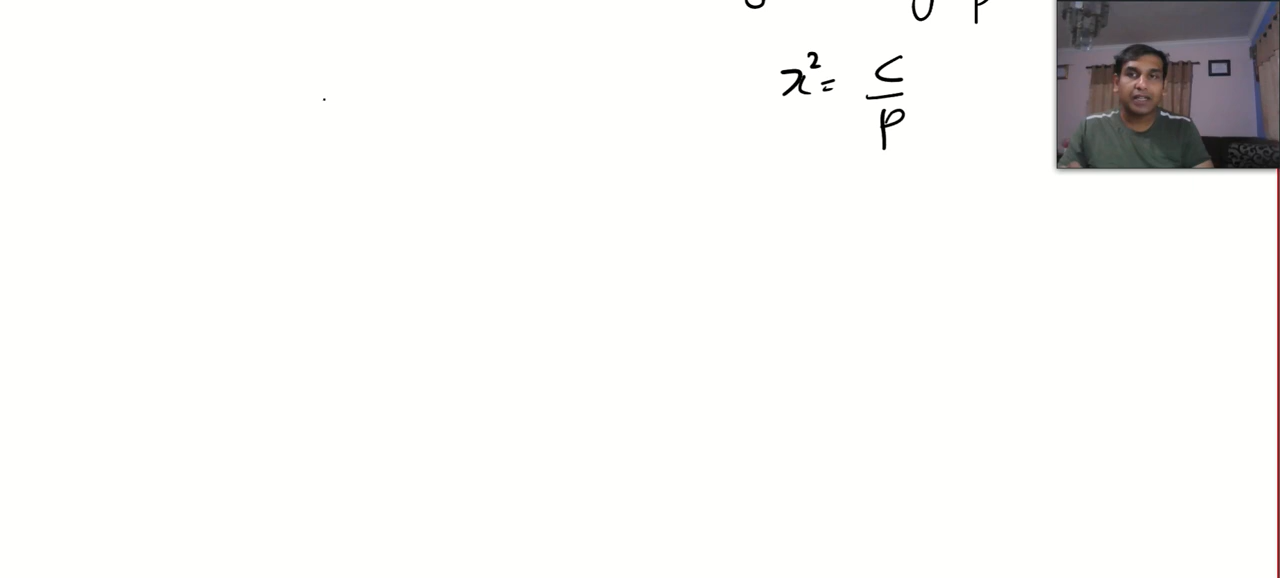 x² = c/p